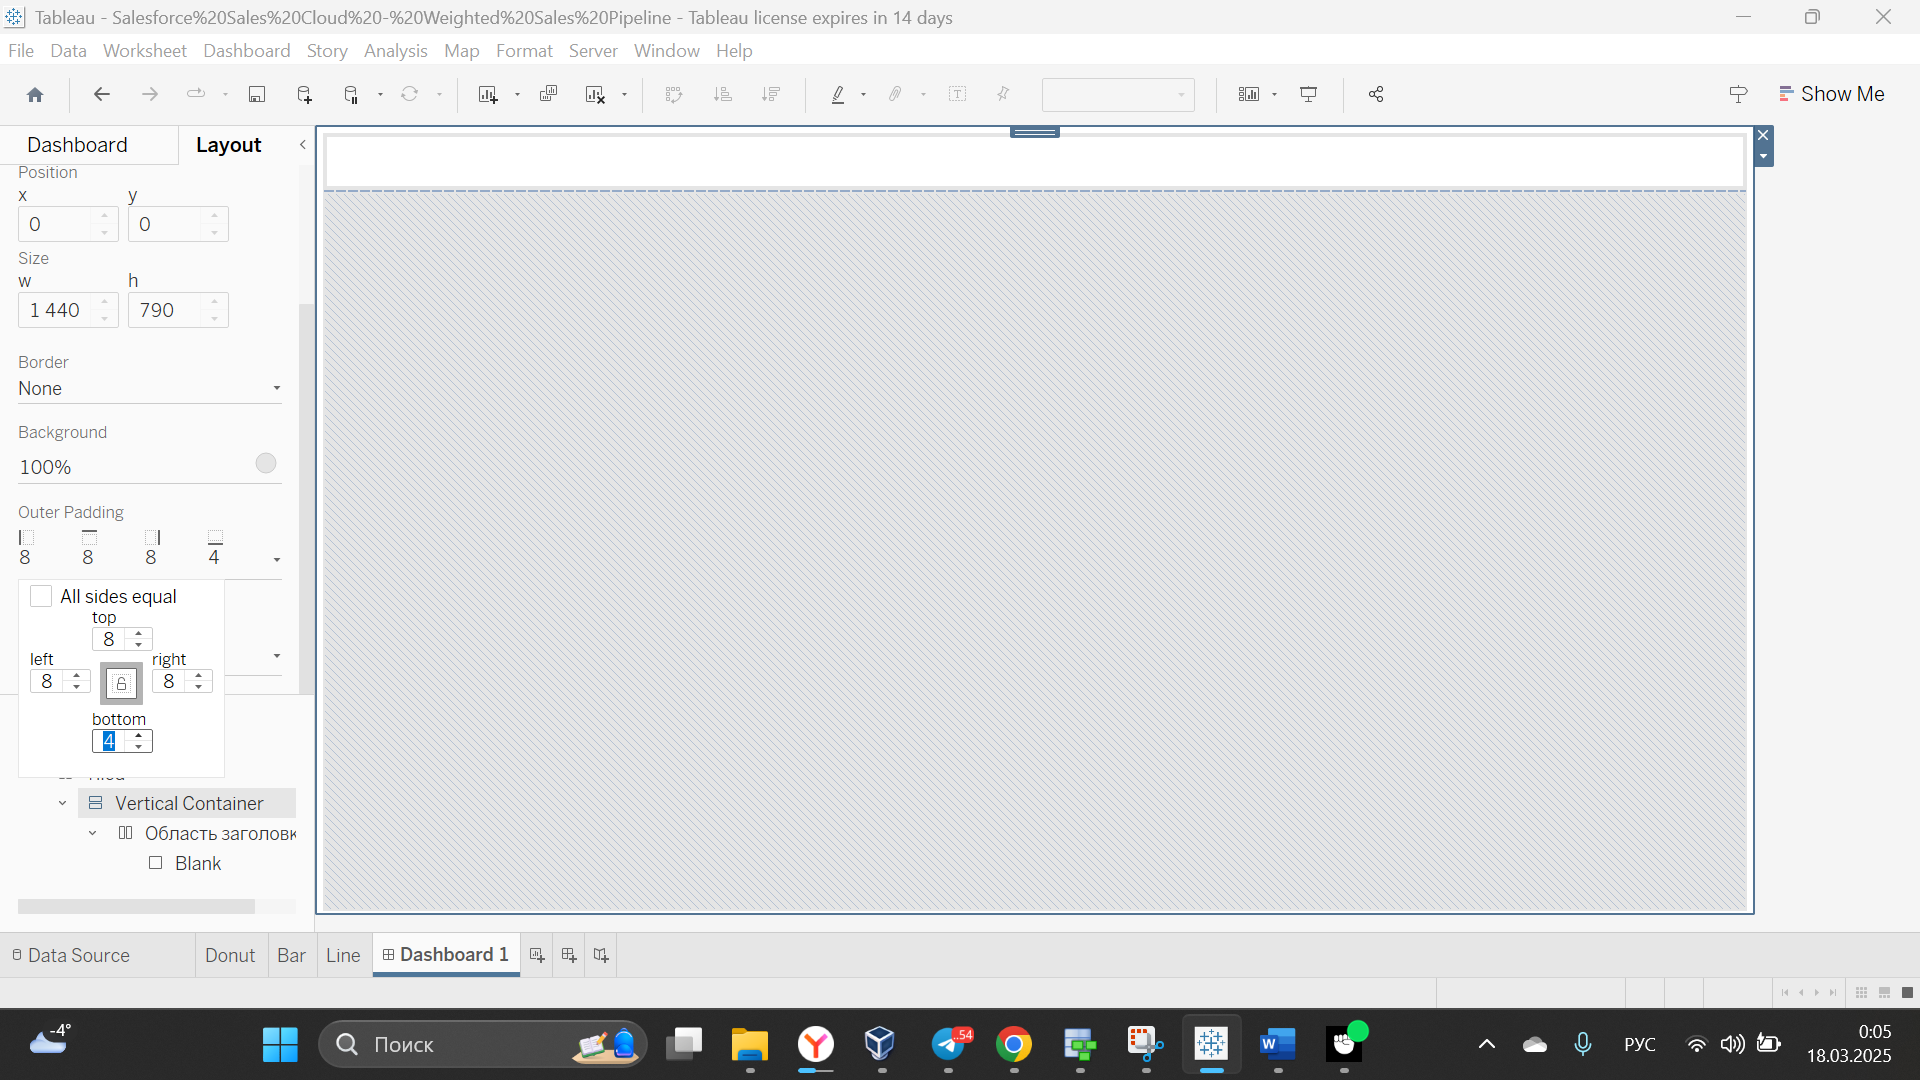 Tableau - Salesforce%20Sales%20Cloud%20-%20Weighted%20Sales%20Pipeline - Tableau license expires in 14 days
File Data Worksheet Dashboard Story Analysis Map Format Server Window Help
Show Me
Dashboard Layout
Position
x y
0 0
Size
w h
1 440 790
Border
None
Background
100%
Outer Padding
8 8 8 4
All sides equal
top
8
left right
8 8
bottom
4
Vertical Container
Область заголовк
Blank
Data Source Donut Bar Line Dashboard 1
-4°
Поиск
..54
РУС
0:05
18.03.2025